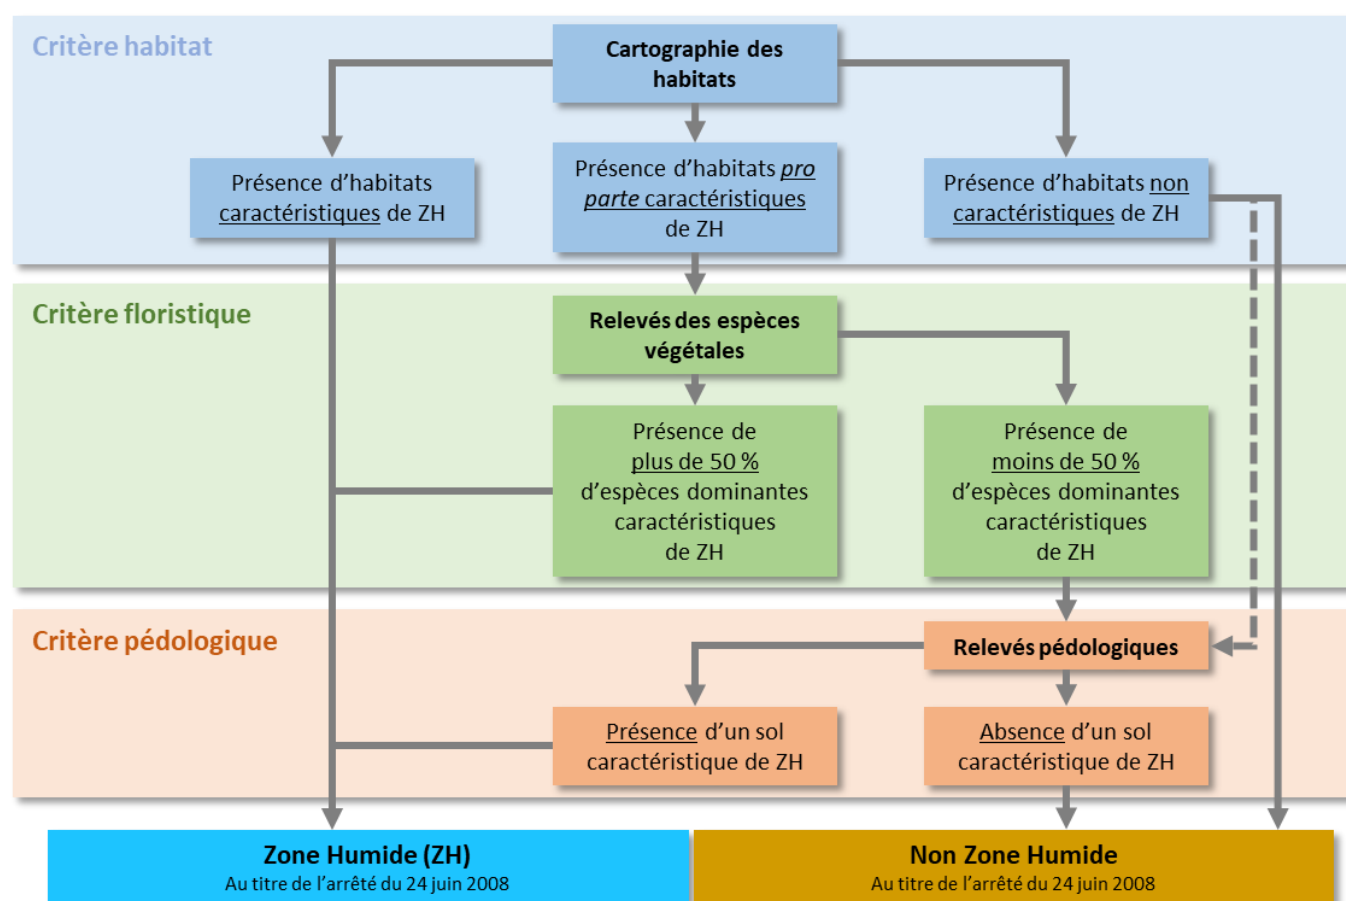 Critère habitat
Cartographie des
habitats
Présence d'habitats
caractéristiques de ZH
Présence d'habitats pro
parte caractéristiques
de ZH
Présence d'habitats non
caractéristiques de ZH
Critère floristique
Relevés des espèces
végétales
Présence de
plus de 50 %
d'espèces dominantes
caractéristiques
de ZH
Présence de
moins de 50 %
d'espèces dominantes
caractéristiques
de ZH
Critère pédologique
Relevés pédologiques
Présence d'un sol
caractéristique de ZH
Absence d'un sol
caractéristique de ZH
Zone Humide (ZH)
Au titre de l'arrêté du 24 juin 2008
Non Zone Humide
Au titre de l'arrêté du 24 juin 2008